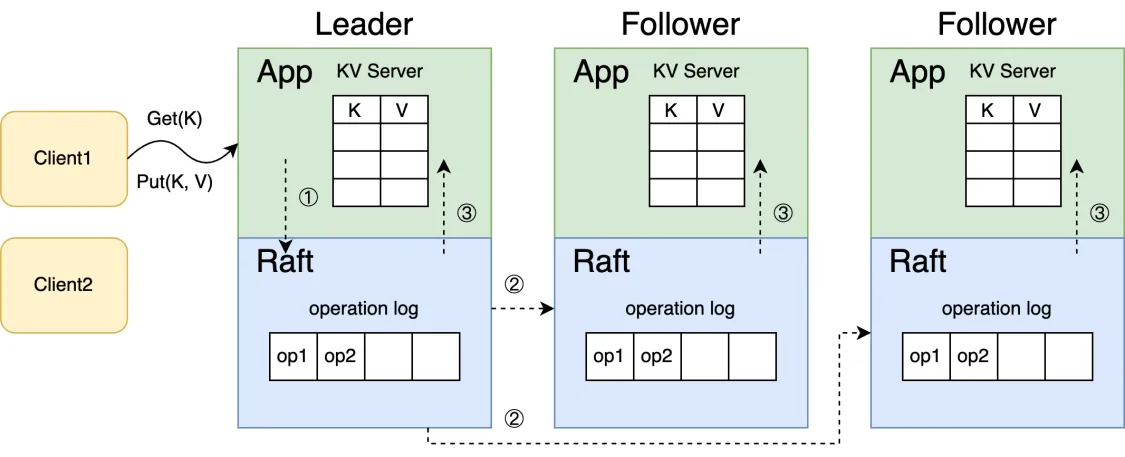 Leader
Follower
Follower
App KV Server
K V
App KV Server
K V
App KV Server
K V
Client1
Get(K)
Put(K, V)
①
③
③
③
Client2
Raft
operation log
op1 op2
②
Raft
operation log
op1 op2
Raft
operation log
op1 op2
②